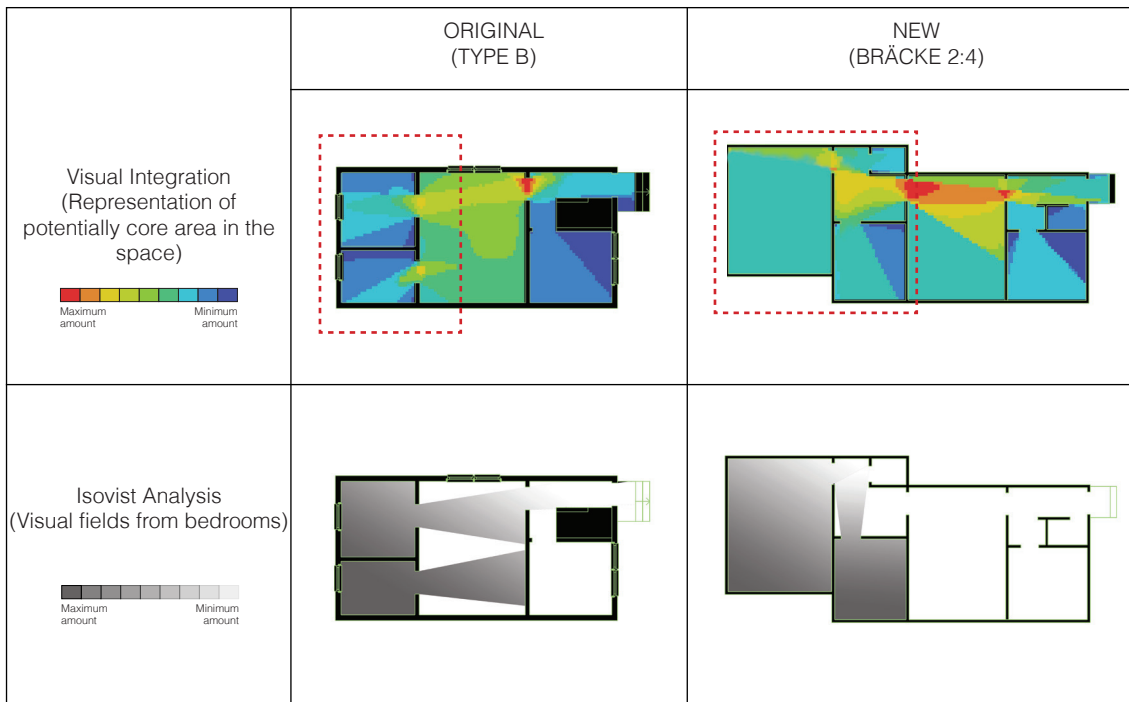 ORIGINAL
(TYPE B)
NEW
(BRÄCKE 2:4)
Visual Integration
(Representation of
potentially core area in the
space)
Maximum
amount
Minimum
amount
Isovist Analysis
(Visual fields from bedrooms)
Maximum
amount
Minimum
amount